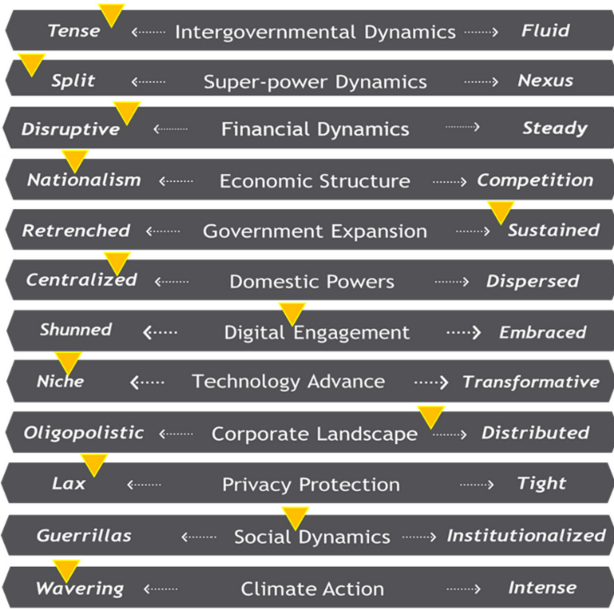 Tense Intergovernmental Dynamics Fluid
Split Super-power Dynamics Nexus
Disruptive Financial Dynamics Steady
Nationalism Economic Structure Competition
Retrenched Government Expansion Sustained
Centralized Domestic Powers Dispersed
Shunned Digital Engagement Embraced
Niche Technology Advance Transformative
Oligopolistic Corporate Landscape Distributed
Lax Privacy Protection Tight
Guerrillas Social Dynamics Institutionalized
Wavering Climate Action Intense